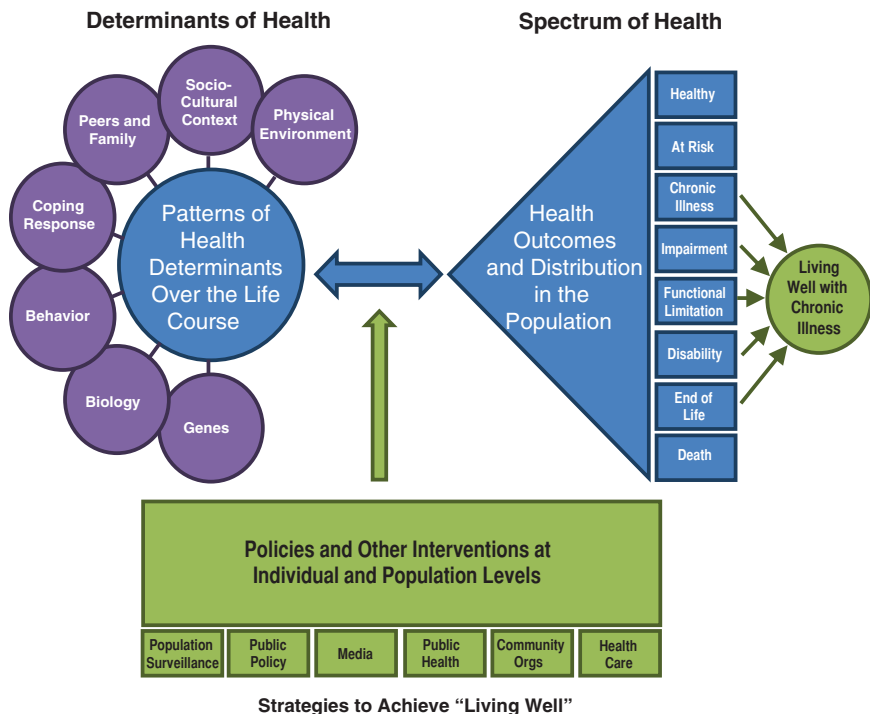 Determinants of Health
Spectrum of Health
Socio-
Cultural
Context
Peers and
Family
Physical
Environment
Coping
Response
Behavior
Biology
Genes
Patterns of
Health
Determinants
Over the Life
Course
Health
Outcomes
and Distribution
in the
Population
Healthy
At Risk
Chronic
Illness
Impairment
Functional
Limitation
Disability
End of
Life
Death
Living
Well with
Chronic
Illness
Policies and Other Interventions at
Individual and Population Levels
Population
Surveillance
Public
Policy
Media
Public
Health
Community
Orgs
Health
Care
Strategies to Achieve “Living Well”